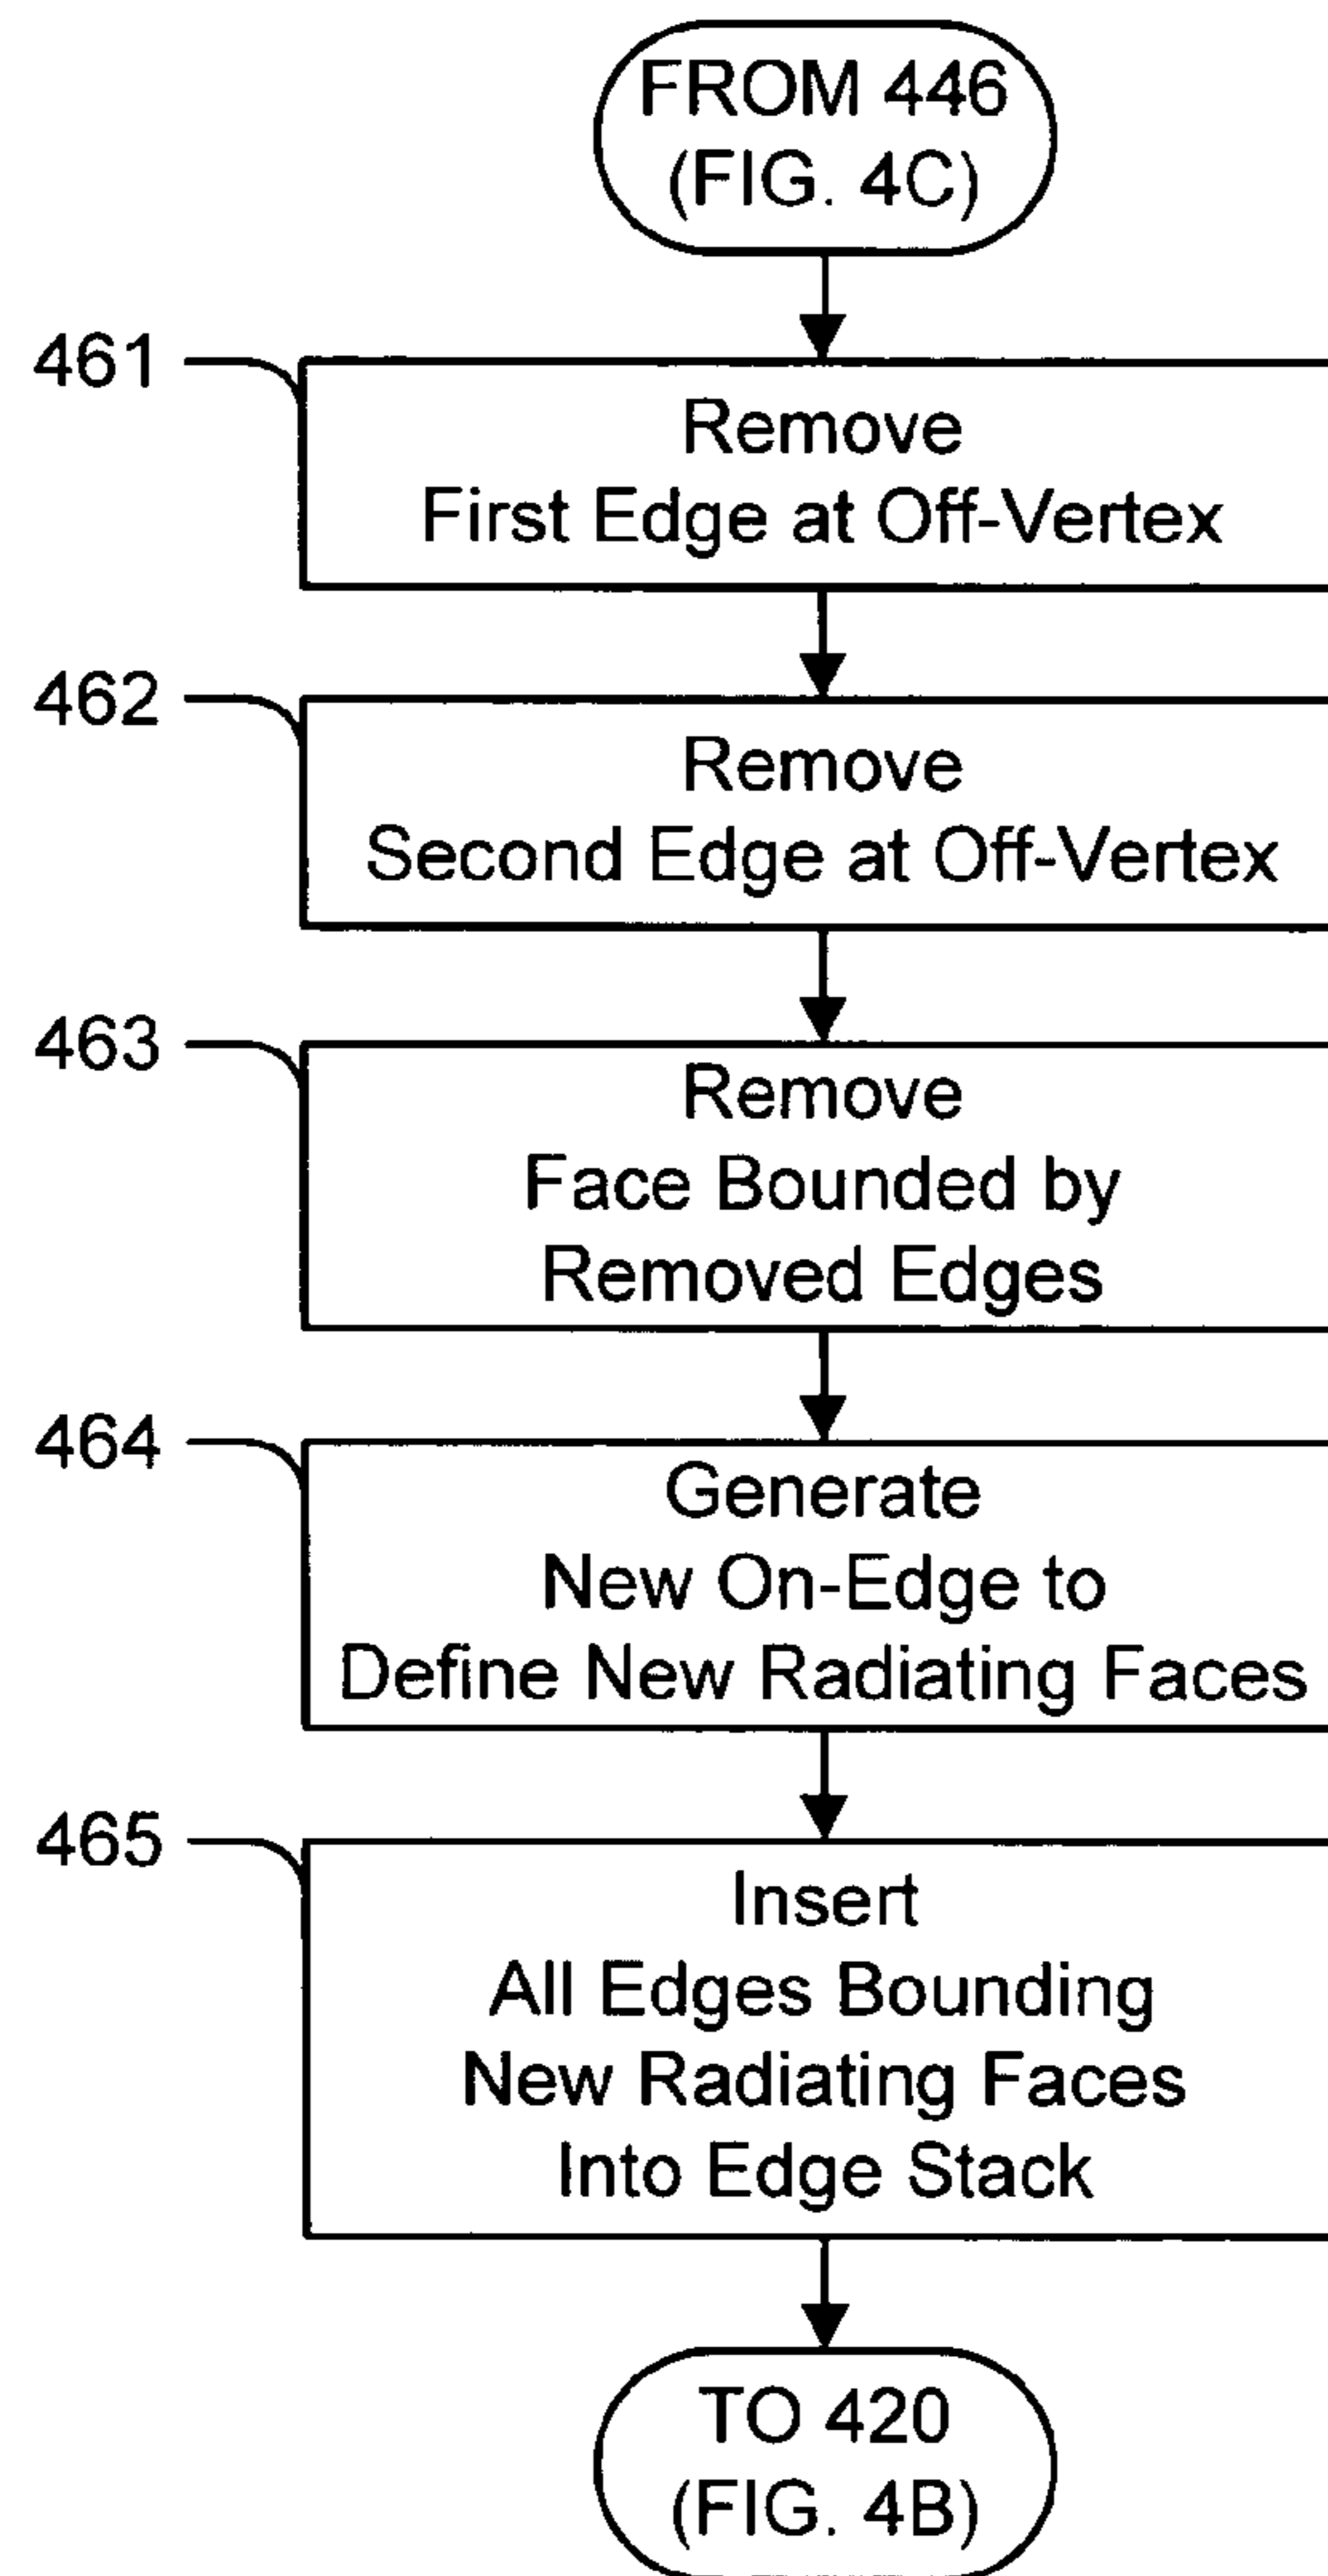 FROM 446
(FIG. 4C)
461
Remove
First Edge at Off-Vertex
462
Remove
Second Edge at Off-Vertex
463
Remove
Face Bounded by
Removed Edges
464
Generate
New On-Edge to
Define New Radiating Faces
465
Insert
All Edges Bounding
New Radiating Faces
Into Edge Stack
TO 420
(FIG. 4B)